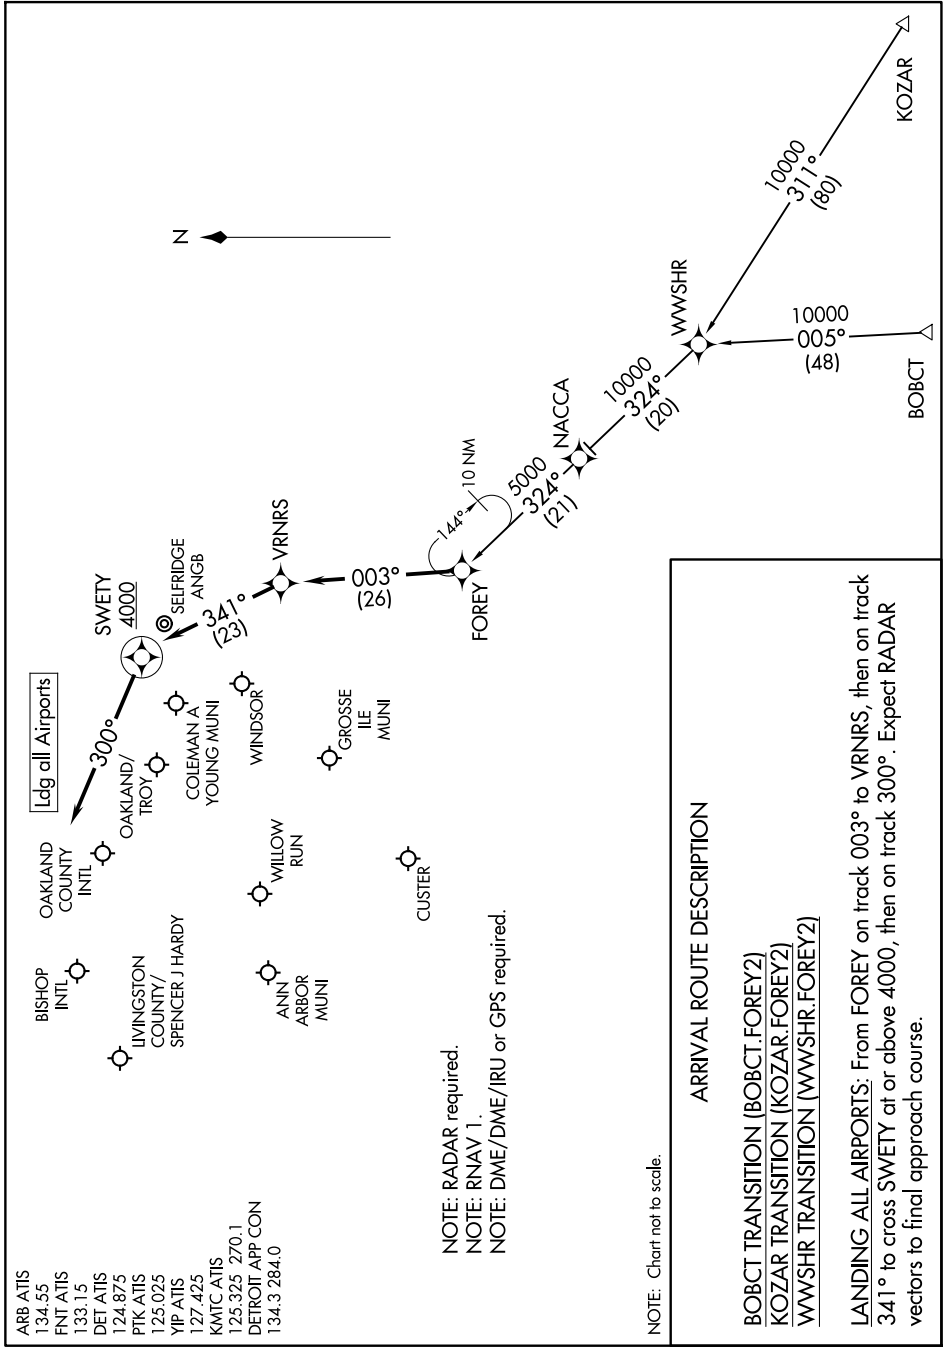 ARB ATIS
134.55
FNT ATIS
133.15
DET ATIS
124.875
PTK ATIS
125.025
YIP ATIS
127.425
KMTC ATIS
125.325 270.1
DETROIT APP CON
134.3 284.0
Ldg all Airports
BISHOP
INTL
OAKLAND
COUNTY
INTL
300°
SWETY
4000
OAKLAND/
TROY
LIVINGSTON
COUNTY/
SPENCER J HARDY
COLEMAN A
YOUNG MUNI
SELFRIDGE
ANGB
341°
(23)
N
ANN
ARBOR
MUNI
WILLOW
RUN
WINDSOR
VRNRS
GROSSE
ILE
MUNI
003°
(26)
CUSTER
FOREY
144°
10 NM
NOTE: RADAR required.
NOTE: RNAV 1.
NOTE: DME/DME/IRU or GPS required.
5000
324°
(21)
NACCA
10000
324°
(20)
WWSHR
10000
311°
(80)
KOZAR
10000
005°
(48)
BOBCT
NOTE: Chart not to scale.
ARRIVAL ROUTE DESCRIPTION
BOBCT TRANSITION (BOBCT.FOREY2)
KOZAR TRANSITION (KOZAR.FOREY2)
WWSHR TRANSITION (WWSHR.FOREY2)
LANDING ALL AIRPORTS: From FOREY on track 003° to VRNRS, then on track
341° to cross SWETY at or above 4000, then on track 300°. Expect RADAR
vectors to final approach course.